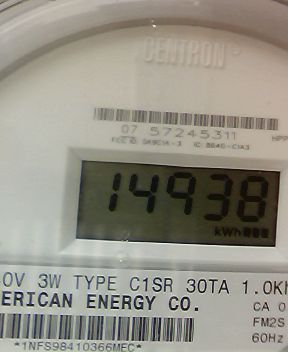 CENTRON®
07 57245311
14938
kWh
0V 3W TYPE C1SR 30TA 1.0Kh
ERICAN ENERGY CO.
CA 0
FM2S
60Hz
*1NFS98410366MEC*